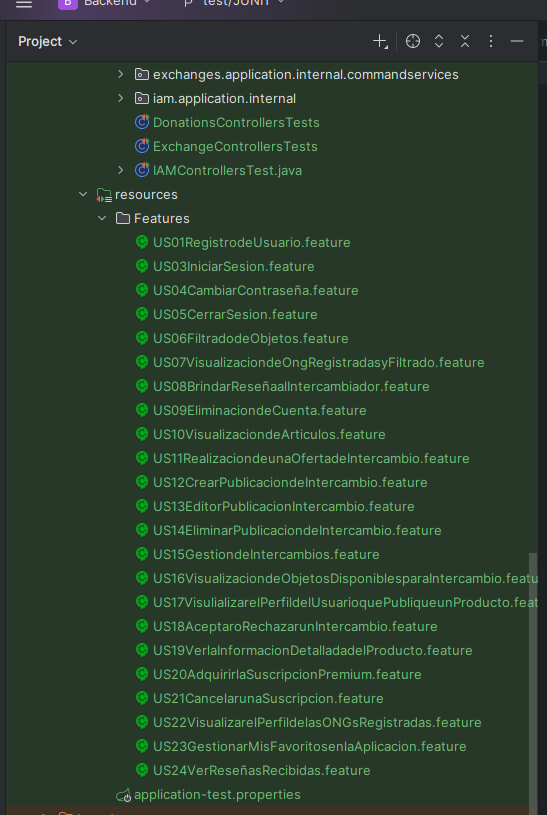 B Backend test/JUNIT
Project
exchanges.application.internal.commandservices
iam.application.internal
DonationsControllersTests
ExchangeControllersTests
IAMControllersTest.java
resources
Features
US01RegistrodeUsuario.feature
US03IniciarSesion.feature
US04CambiarContraseña.feature
US05CerrarSesion.feature
US06FiltradodeObjetos.feature
US07VisualizaciondeOngRegistradasyFiltrado.feature
US08BrindarReseñaalIntercambiador.feature
US09EliminaciondeCuenta.feature
US10VisualizaciondeArticulos.feature
US11RealizaciondeunaOfertadeIntercambio.feature
US12CrearPublicaciondeIntercambio.feature
US13EditorPublicacionIntercambio.feature
US14EliminarPublicaciondeIntercambio.feature
US15GestiondeIntercambios.feature
US16VisualizaciondeObjetosDisponiblesparaIntercambio.featu
US17VisulializarelPerfildelUsuarioquePubliqueunProducto.feat
US18AceptaroRechazarunIntercambio.feature
US19VerlaInformacionDetalladadelProducto.feature
US20AdquirirlaSuscripcionPremium.feature
US21CancelarunaSuscripcion.feature
US22VisualizarelPerfildelasONGsRegistradas.feature
US23GestionarMisFavoritosenlaAplicacion.feature
US24VerReseñasRecibidas.feature
application-test.properties